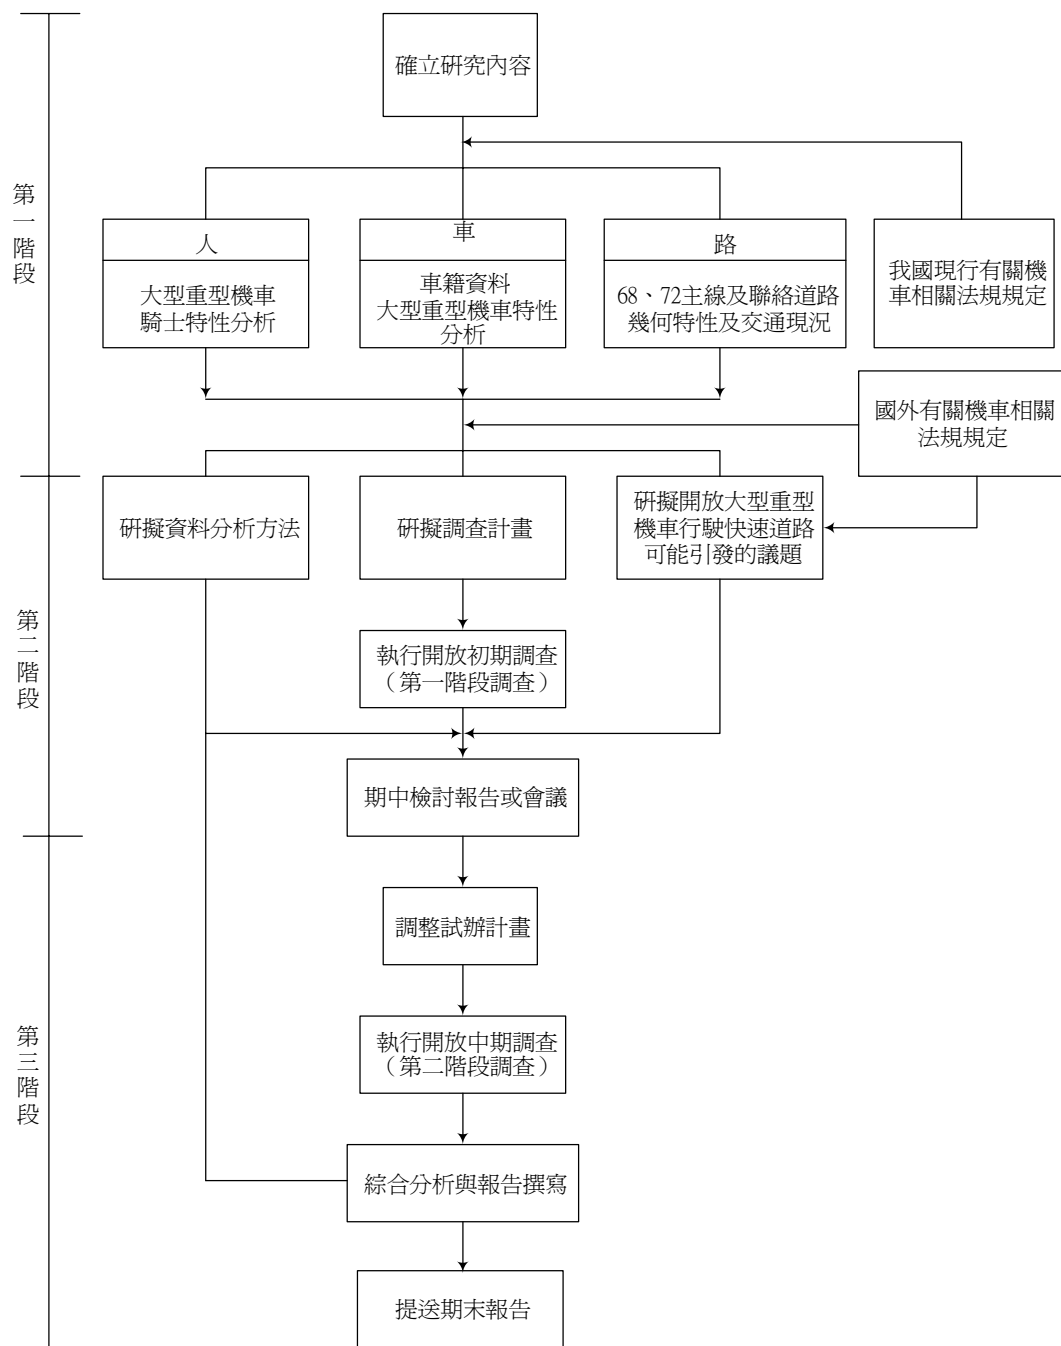 確立研究內容
第一階段
人
大型重型機車
騎士特性分析
車
車籍資料
大型重型機車特性
分析
路
68、72主線及聯絡道路
幾何特性及交通現況
我國現行有關機
車相關法規規定
國外有關機車相關
法規規定
第二階段
研擬資料分析方法
研擬調查計畫
研擬開放大型重型
機車行駛快速道路
可能引發的議題
執行開放初期調查
（第一階段調查）
期中檢討報告或會議
第三階段
調整試辦計畫
執行開放中期調查
（第二階段調查）
綜合分析與報告撰寫
提送期末報告